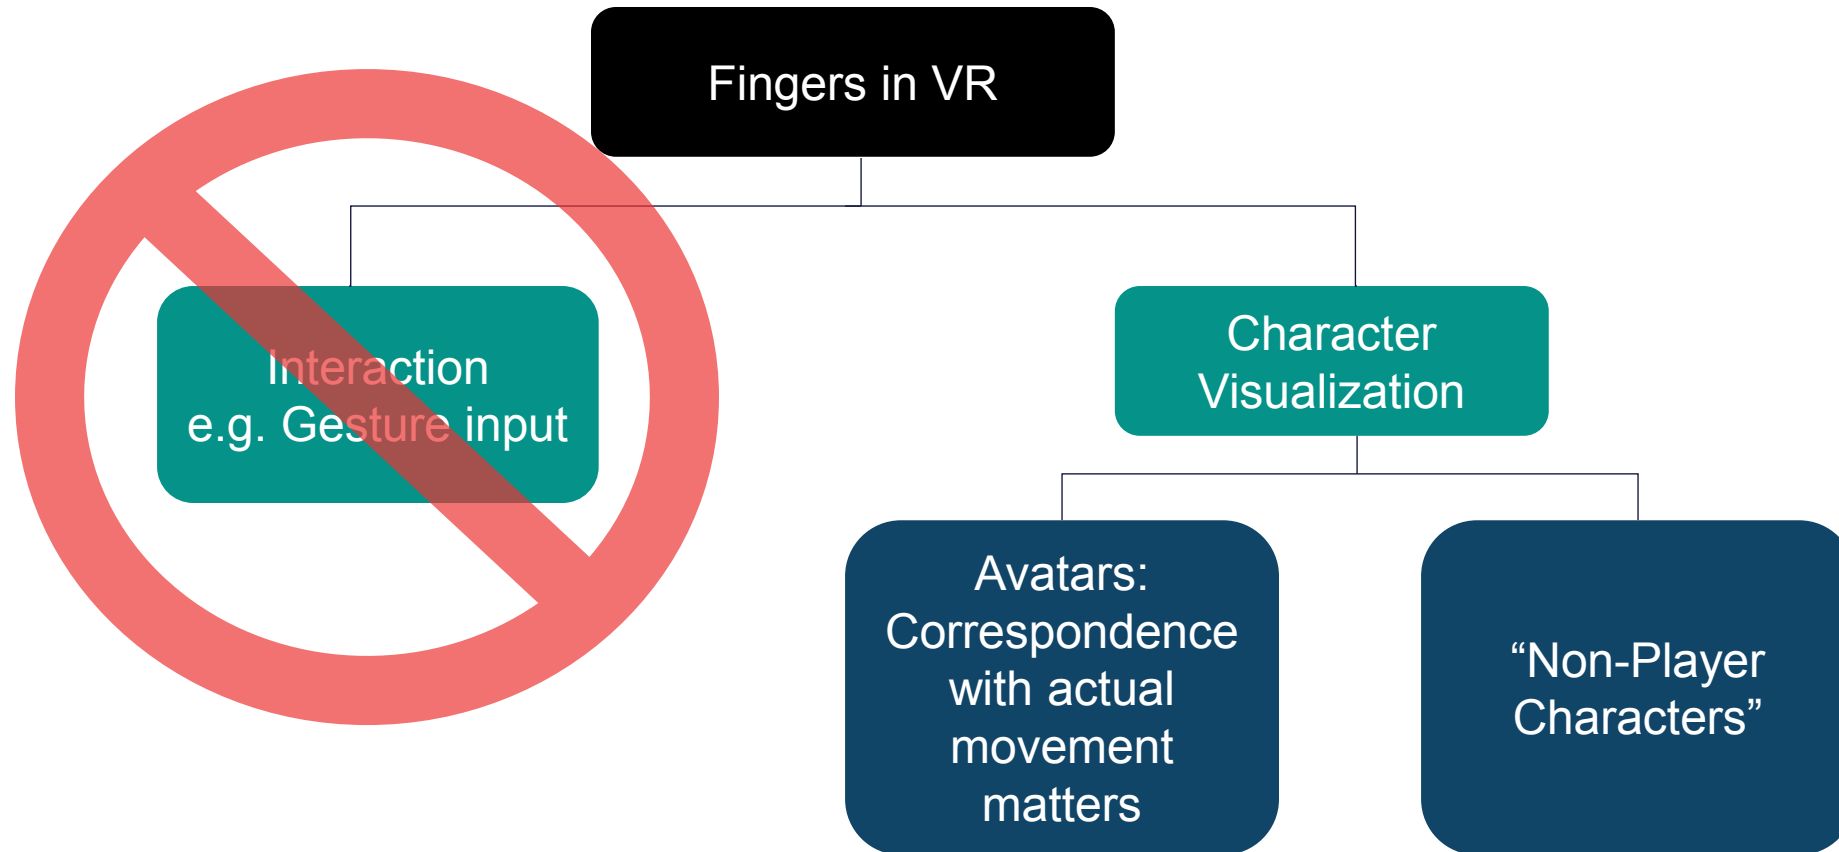 Fingers in VR
Interaction
e.g. Gesture input
Character
Visualization
Avatars:
Correspondence
with actual
movement
matters
“Non-Player
Characters”